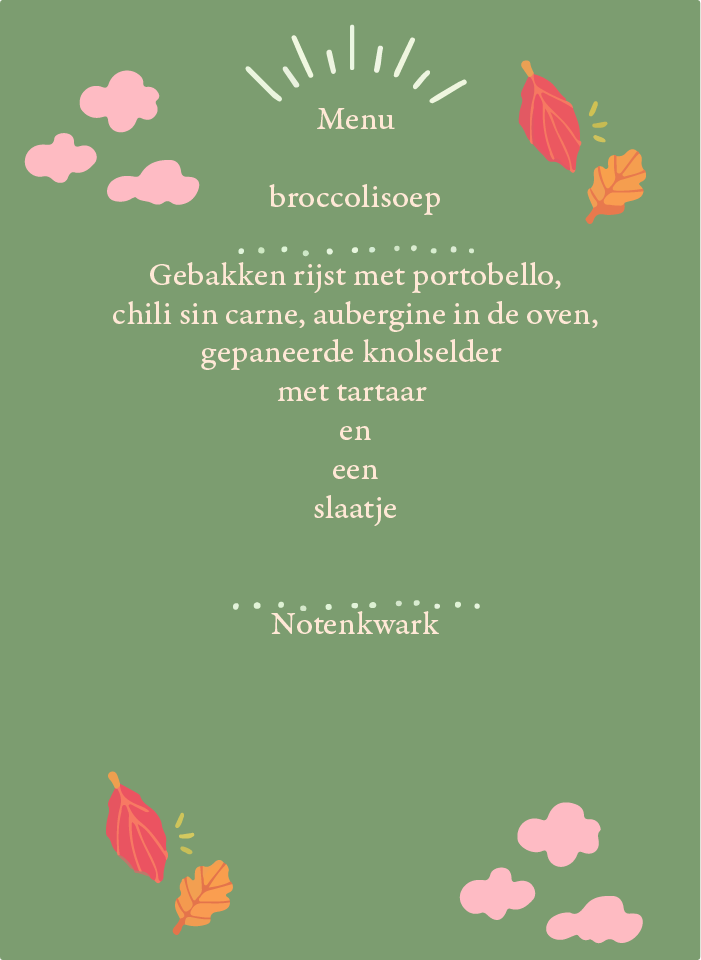 Menu
broccolisoep
Gebakken rijst met portobello,
chili sin carne, aubergine in de oven,
gepaneerde knolselder
met tartaar
en
een
slaatje
Notenkwark